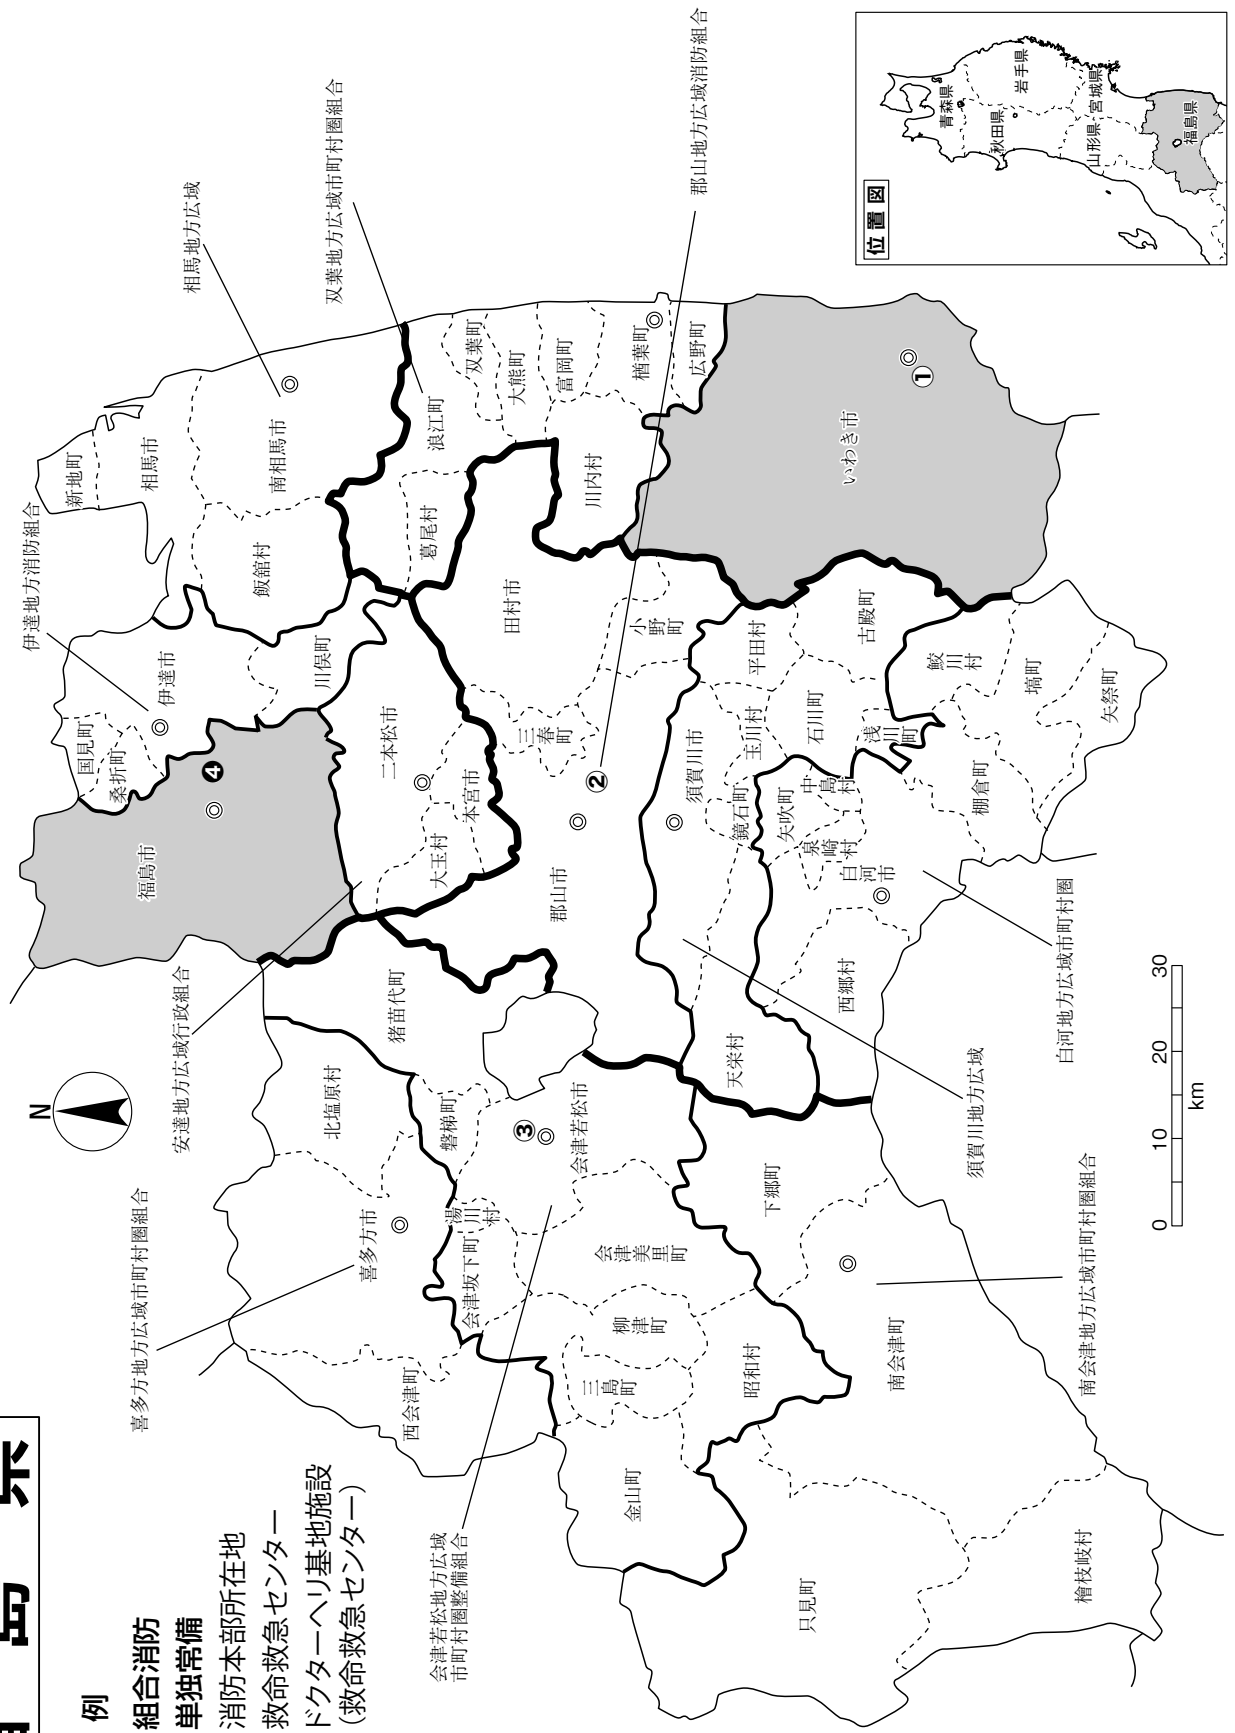 島県
例
組合消防
単独常備
消防本部所在地
救命救急センター
ドクターヘリ基地施設
（救命救急センター）
N
喜多方地方広域市町村圏組合
安達地方広域行政組合
伊達地方消防組合
相馬地方広域
双葉地方広域市町村圏組合
郡山地方広域消防組合
会津若松地方広域
市町村圏整備組合
南会津地方広域市町村圏組合
須賀川地方広域
白河地方広域市町村圏
福島市
国見町
桑折町
伊達市
川俣町
新地町
相馬市
南相馬市
飯舘村
浪江町
葛尾村
双葉町
大熊町
富岡町
楢葉町
広野町
川内村
いわき市
二本松市
大玉村
本宮市
田村市
小野町
三春町
郡山市
須賀川市
鏡石町
天栄村
玉川村
平田村
石川町
古殿町
浅川町
矢吹町
中島村
泉崎村
白河市
西郷村
棚倉町
鮫川村
塙町
矢祭町
猪苗代町
北塩原村
磐梯町
喜多方市
西会津町
湯川村
会津坂下町
会津若松市
会津美里町
柳津町
三島町
金山町
昭和村
下郷町
南会津町
只見町
檜枝岐村
①
②
③
❹
0 10 20 30
km
位置図
青森県
秋田県
岩手県
山形県
宮城県
福島県